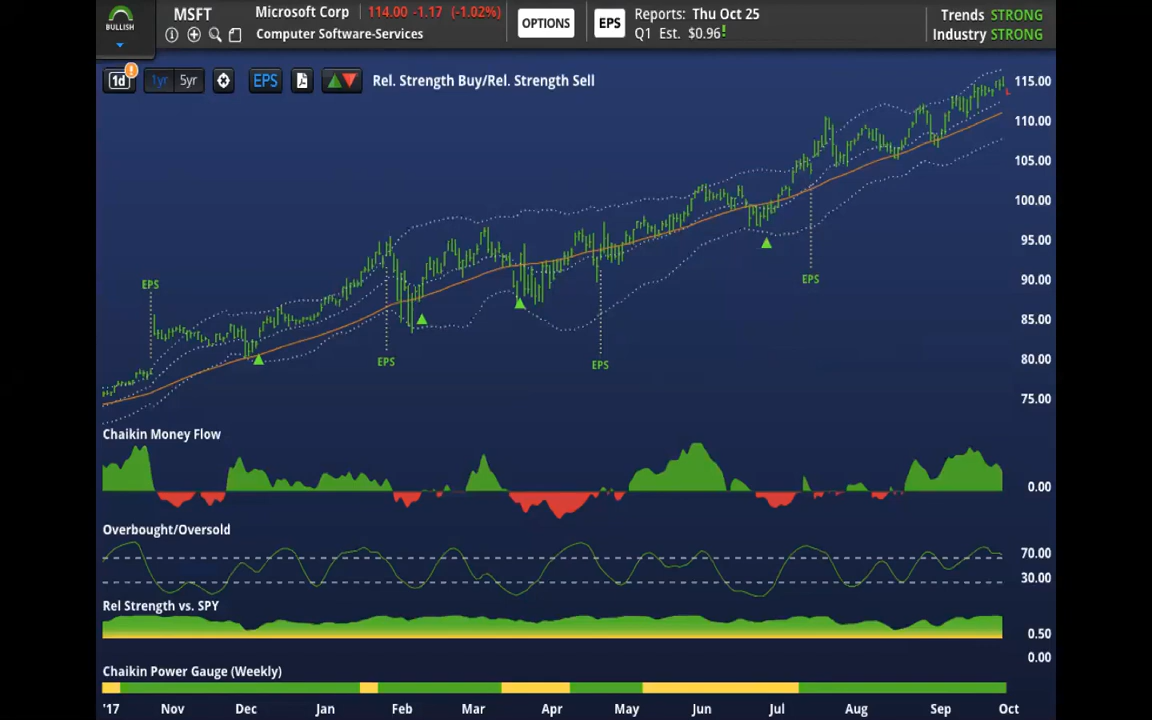 BULLISH
MSFT
Microsoft Corp 114.00 -1.17 (-1.02%)
Computer Software-Services
OPTIONS
EPS
Reports: Thu Oct 25
Q1 Est. $0.96!
Trends STRONG
Industry STRONG
1d ! 1yr 5yr EPS Rel. Strength Buy/Rel. Strength Sell
115.00
L
110.00
105.00
100.00
95.00
90.00
85.00
80.00
75.00
EPS
EPS
EPS
EPS
Chaikin Money Flow
0.00
Overbought/Oversold
70.00
30.00
Rel Strength vs. SPY
0.50
0.00
Chaikin Power Gauge (Weekly)
'17 Nov Dec Jan Feb Mar Apr May Jun Jul Aug Sep Oct